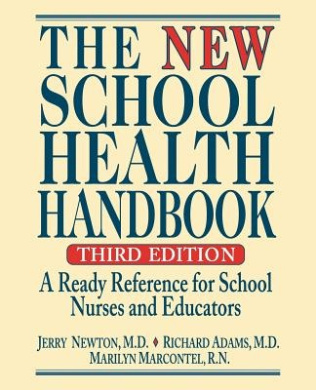 THE NEW
SCHOOL
HEALTH
HANDBOOK
THIRD EDITION
A Ready Reference for School
Nurses and Educators
JERRY NEWTON, M.D. ♦ RICHARD ADAMS, M.D.
MARILYN MARCONTEL, R.N.